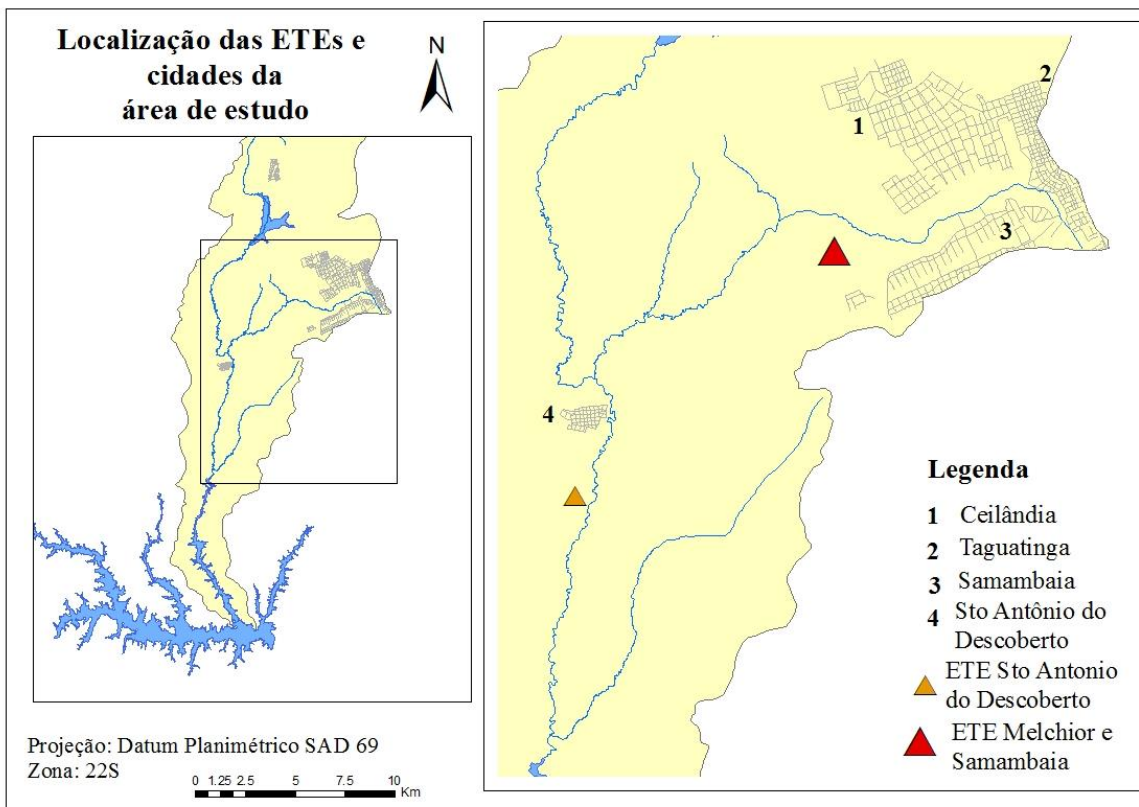 Localização das ETEs e
cidades da
área de estudo
N
Projeção: Datum Planimétrico SAD 69
Zona: 22S
0 1.25 2.5 5 7.5 10
Km
1
2
3
4
Legenda
1 Ceilândia
2 Taguatinga
3 Samambaia
4 Sto Antônio do
Descoberto
ETE Sto Antonio
do Descoberto
ETE Melchior e
Samambaia